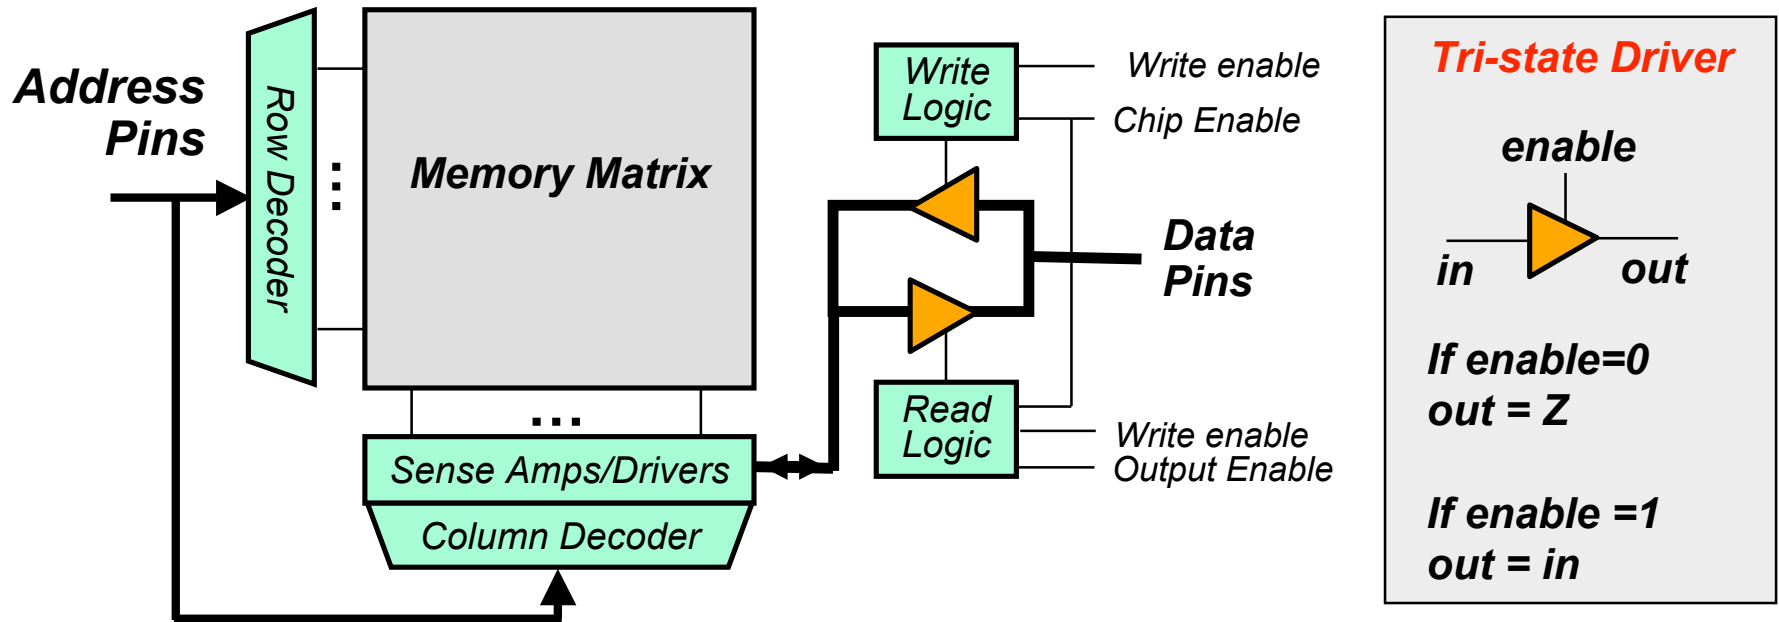 Address
Pins
Row Decoder
...
Memory Matrix
...
Sense Amps/Drivers
Column Decoder
Write
Logic
Write enable
Chip Enable
Data
Pins
Read
Logic
Write enable
Output Enable
Tri-state Driver
enable
in
out
If enable=0
out = Z
If enable =1
out = in